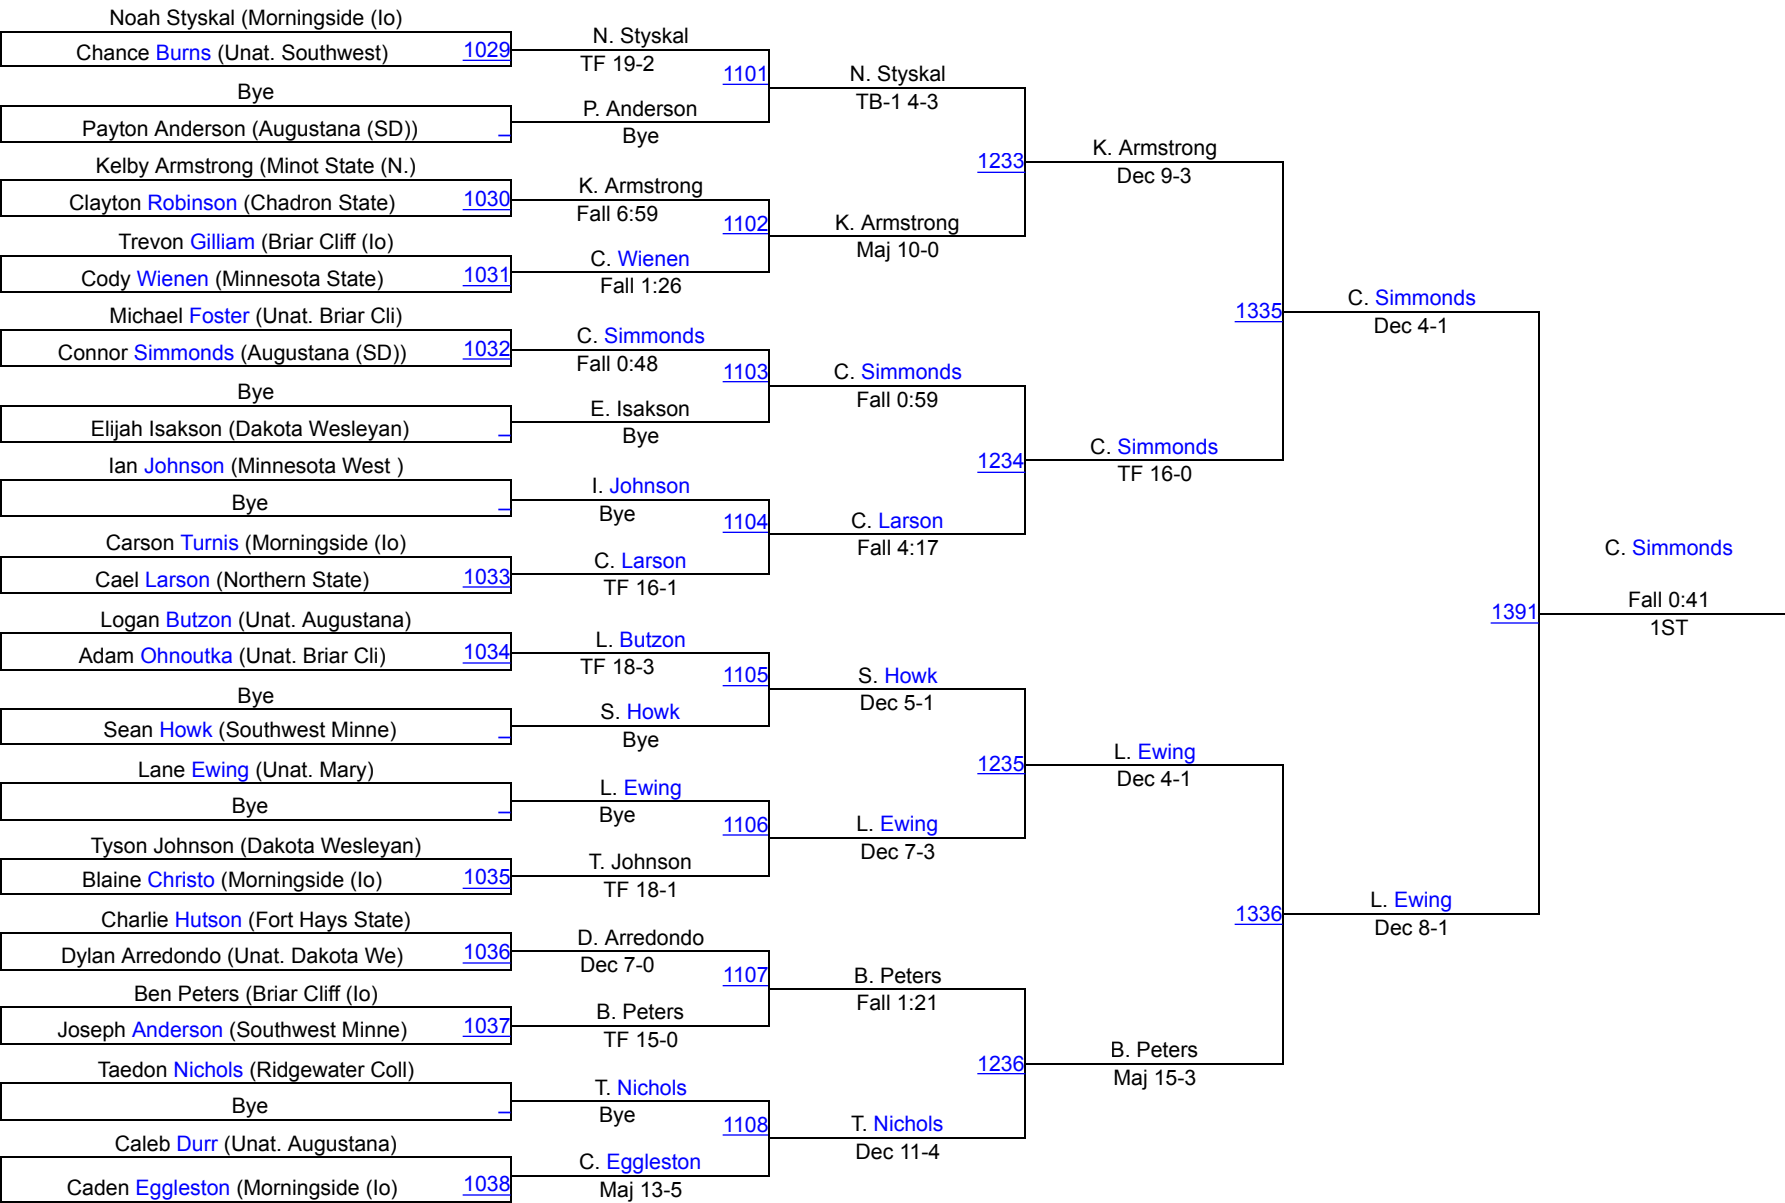 Noah Styskal (Morningside (Io)
Chance Burns (Unat. Southwest)
1029
Bye
Payton Anderson (Augustana (SD))
Kelby Armstrong (Minot State (N.)
Clayton Robinson (Chadron State)
1030
Trevon Gilliam (Briar Cliff (Io)
Cody Wienen (Minnesota State)
1031
Michael Foster (Unat. Briar Cli)
Connor Simmonds (Augustana (SD))
1032
Bye
Elijah Isakson (Dakota Wesleyan)
Ian Johnson (Minnesota West )
Bye
Carson Turnis (Morningside (Io)
Cael Larson (Northern State)
1033
Logan Butzon (Unat. Augustana)
Adam Ohnoutka (Unat. Briar Cli)
1034
Bye
Sean Howk (Southwest Minne)
Lane Ewing (Unat. Mary)
Bye
Tyson Johnson (Dakota Wesleyan)
Blaine Christo (Morningside (Io)
1035
Charlie Hutson (Fort Hays State)
Dylan Arredondo (Unat. Dakota We)
1036
Ben Peters (Briar Cliff (Io)
Joseph Anderson (Southwest Minne)
1037
Taedon Nichols (Ridgewater Coll)
Bye
Caleb Durr (Unat. Augustana)
Caden Eggleston (Morningside (Io)
1038
N. Styskal
TF 19-2
1101
P. Anderson
Bye
K. Armstrong
Fall 6:59
1102
C. Wienen
Fall 1:26
C. Simmonds
Fall 0:48
1103
E. Isakson
Bye
I. Johnson
Bye
1104
C. Larson
TF 16-1
L. Butzon
TF 18-3
1105
S. Howk
Bye
L. Ewing
Bye
1106
T. Johnson
TF 18-1
D. Arredondo
Dec 7-0
1107
B. Peters
TF 15-0
T. Nichols
Bye
1108
C. Eggleston
Maj 13-5
N. Styskal
TB-1 4-3
1233
K. Armstrong
Maj 10-0
C. Simmonds
Fall 0:59
1234
C. Larson
Fall 4:17
S. Howk
Dec 5-1
1235
L. Ewing
Dec 7-3
B. Peters
Fall 1:21
1236
T. Nichols
Dec 11-4
K. Armstrong
Dec 9-3
1335
C. Simmonds
TF 16-0
L. Ewing
Dec 4-1
1336
B. Peters
Maj 15-3
C. Simmonds
Dec 4-1
1391
L. Ewing
Dec 8-1
C. Simmonds
Fall 0:41
1ST